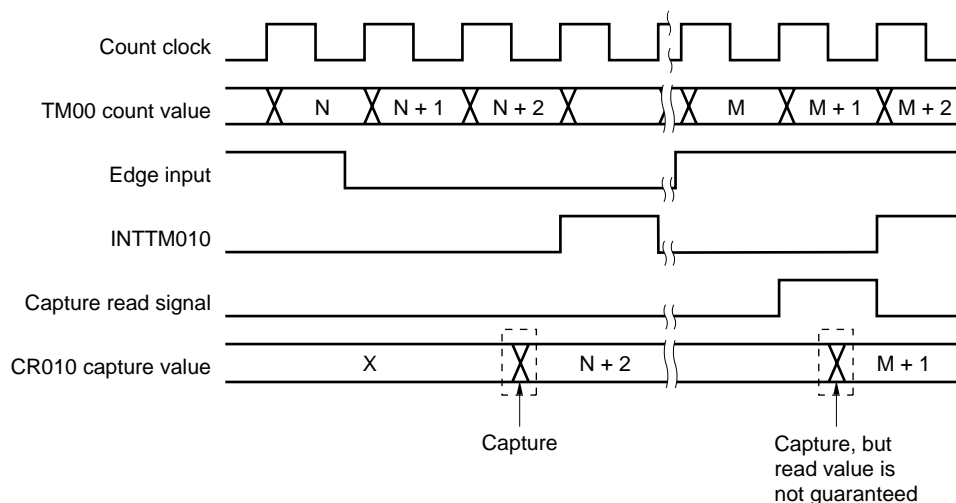 Count clock
TM00 count value
N
N + 1
N + 2
M
M + 1
M + 2
Edge input
INTTM010
Capture read signal
CR010 capture value
X
N + 2
M + 1
Capture
Capture, but
read value is
not guaranteed